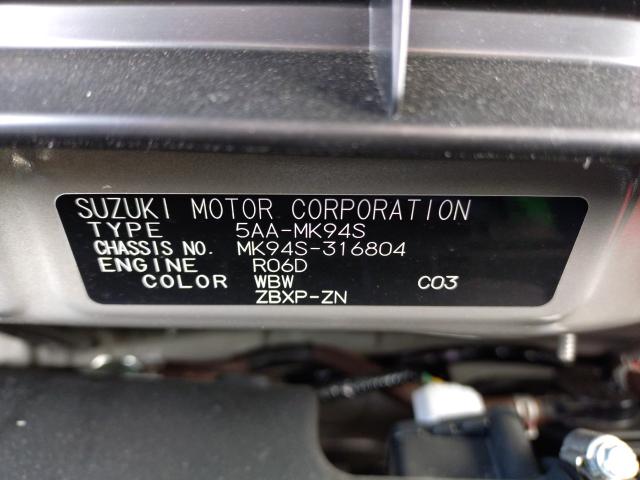 SUZUKI MOTOR CORPORATION
TYPE 5AA-MK94S
CHASSIS NO. MK94S-316804
ENGINE R06D
COLOR WBW C03
ZBXP-ZN